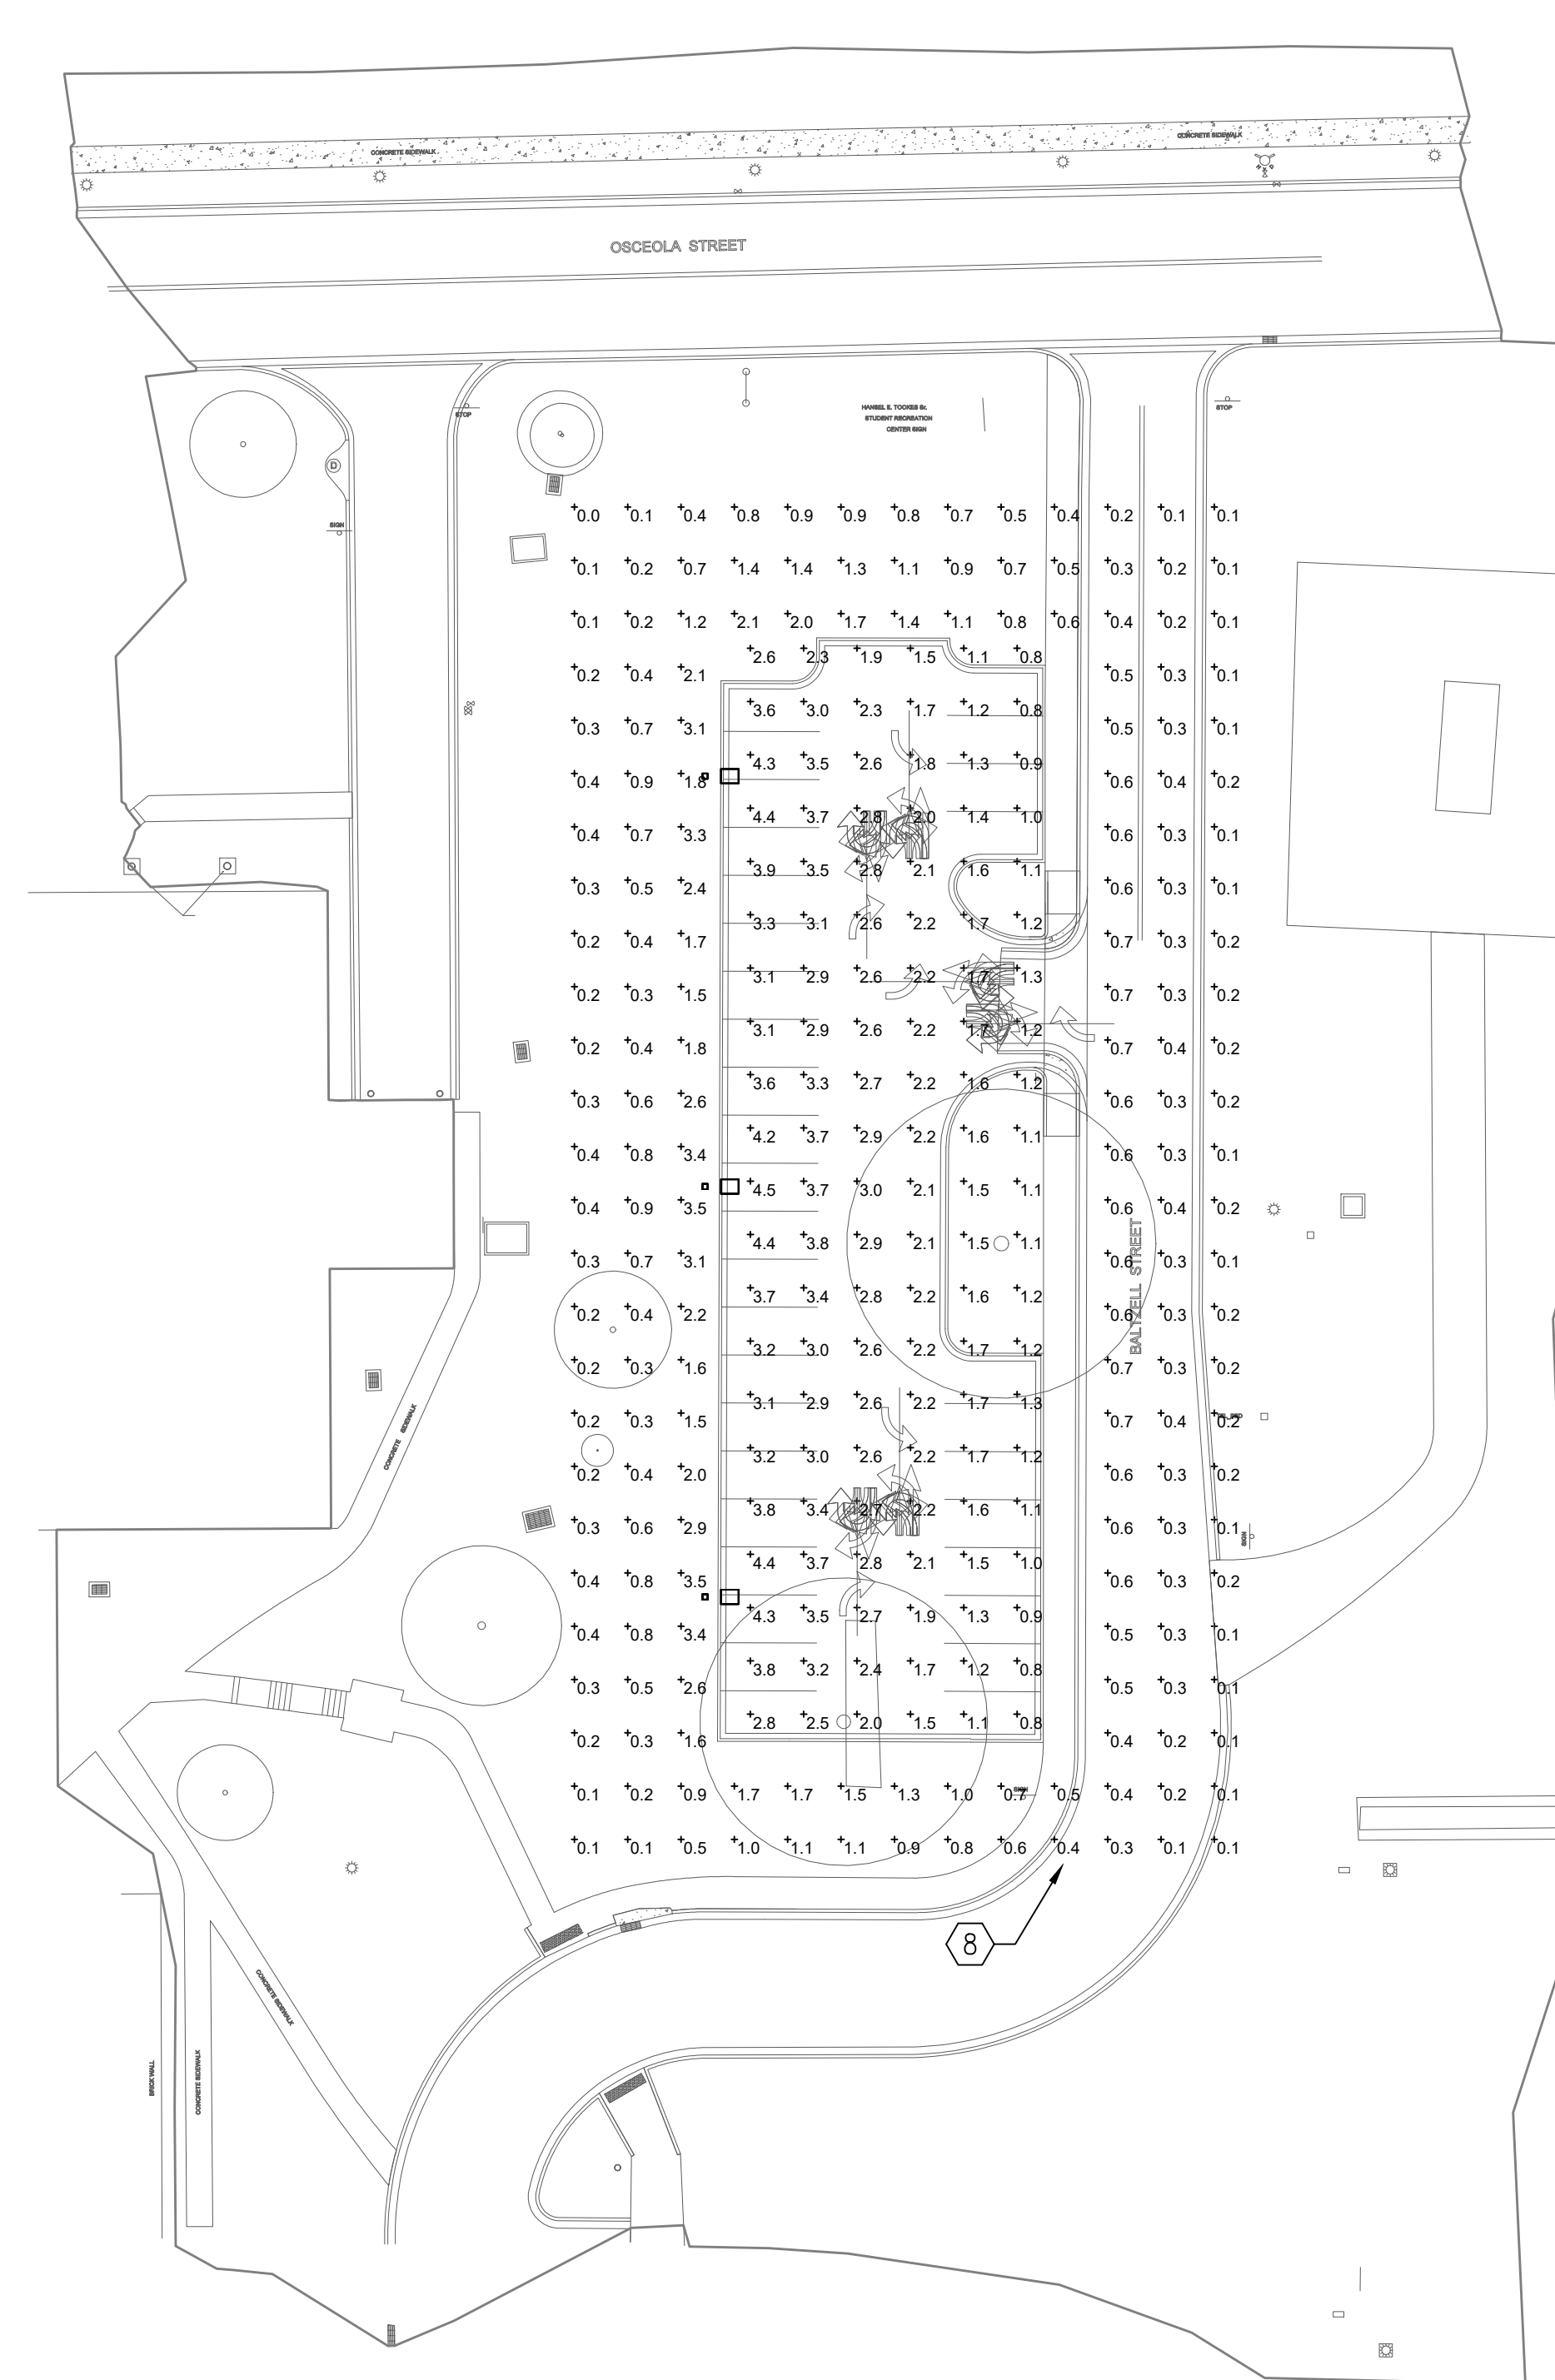 CONCRETE SIDEWALK
CONCRETE SIDEWALK
OSCEOLA STREET
STOP
HANSEL E. TOOKES Sr.
STUDENT RECREATION
CENTER SIGN
STOP
D
SIGN
+0.0 +0.1 +0.4 +0.8 +0.9 +0.9 +0.8 +0.7 +0.5 +0.4 +0.2 +0.1 +0.1
+0.1 +0.2 +0.7 +1.4 +1.4 +1.3 +1.1 +0.9 +0.7 +0.5 +0.3 +0.2 +0.1
+0.1 +0.2 +1.2 +2.1 +2.0 +1.7 +1.4 +1.1 +0.8 +0.6 +0.4 +0.2 +0.1
+2.6 +2.3 +1.9 +1.5 +1.1 +0.8
+0.2 +0.4 +2.1 +0.5 +0.3 +0.1
+3.6 +3.0 +2.3 +1.7 +1.2 +0.8
+0.3 +0.7 +3.1 +0.5 +0.3 +0.1
+4.3 +3.5 +2.6 +1.8 +1.3 +0.9
+0.4 +0.9 +1.8 +0.6 +0.4 +0.2
+4.4 +3.7 +2.8 +2.0 +1.4 +1.0
+0.4 +0.7 +3.3 +0.6 +0.3 +0.1
+3.9 +3.5 +2.8 +2.1 +1.6 +1.1
+0.3 +0.5 +2.4 +0.6 +0.3 +0.1
+3.3 +3.1 +2.6 +2.2 +1.7 +1.2
+0.2 +0.4 +1.7 +0.7 +0.3 +0.2
+3.1 +2.9 +2.6 +2.2 +1.7 +1.3
+0.2 +0.3 +1.5 +0.7 +0.3 +0.2
+3.1 +2.9 +2.6 +2.2 +1.7 +1.2
+0.2 +0.4 +1.8 +0.7 +0.4 +0.2
+3.6 +3.3 +2.7 +2.2 +1.6 +1.2
+0.3 +0.6 +2.6 +0.6 +0.3 +0.2
+4.2 +3.7 +2.9 +2.2 +1.6 +1.1
+0.4 +0.8 +3.4 +0.6 +0.3 +0.1
+4.5 +3.7 +3.0 +2.1 +1.5 +1.1
+0.4 +0.9 +3.5 +0.6 +0.4 +0.2
+4.4 +3.8 +2.9 +2.1 +1.5 +1.1
+0.3 +0.7 +3.1 +0.6 +0.3 +0.1
BALTZELL STREET
+3.7 +3.4 +2.8 +2.2 +1.6 +1.2
+0.2 +0.4 +2.2 +0.6 +0.3 +0.2
+3.2 +3.0 +2.6 +2.2 +1.7 +1.2
+0.2 +0.3 +1.6 +0.7 +0.3 +0.2
+3.1 +2.9 +2.6 +2.2 +1.7 +1.3
+0.2 +0.3 +1.5 +0.7 +0.4 +0.2
CONCRETE SIDEWALK
+3.2 +3.0 +2.6 +2.2 +1.7 +1.2
+0.2 +0.4 +2.0 +0.6 +0.3 +0.2
+3.8 +3.4 +2.7 +2.2 +1.6 +1.1
+0.3 +0.6 +2.9 +0.6 +0.3 +0.1
SIGN
+4.4 +3.7 +2.8 +2.1 +1.5 +1.0
+0.4 +0.8 +3.5 +0.6 +0.3 +0.2
+4.3 +3.5 +2.7 +1.9 +1.3 +0.9
+0.4 +0.8 +3.4 +0.5 +0.3 +0.1
+3.8 +3.2 +2.4 +1.7 +1.2 +0.8
+0.3 +0.5 +2.6 +0.5 +0.3 +0.1
+2.8 +2.5 +2.0 +1.5 +1.1 +0.8
+0.2 +0.3 +1.6 +0.4 +0.2 +0.1
SIGN
+0.1 +0.2 +0.9 +1.7 +1.7 +1.5 +1.3 +1.0 +0.7 +0.5 +0.4 +0.2 +0.1
+0.1 +0.1 +0.5 +1.0 +1.1 +1.1 +0.9 +0.8 +0.6 +0.4 +0.3 +0.1 +0.1
8
CONCRETE SIDEWALK
BRICK WALL
CONCRETE SIDEWALK